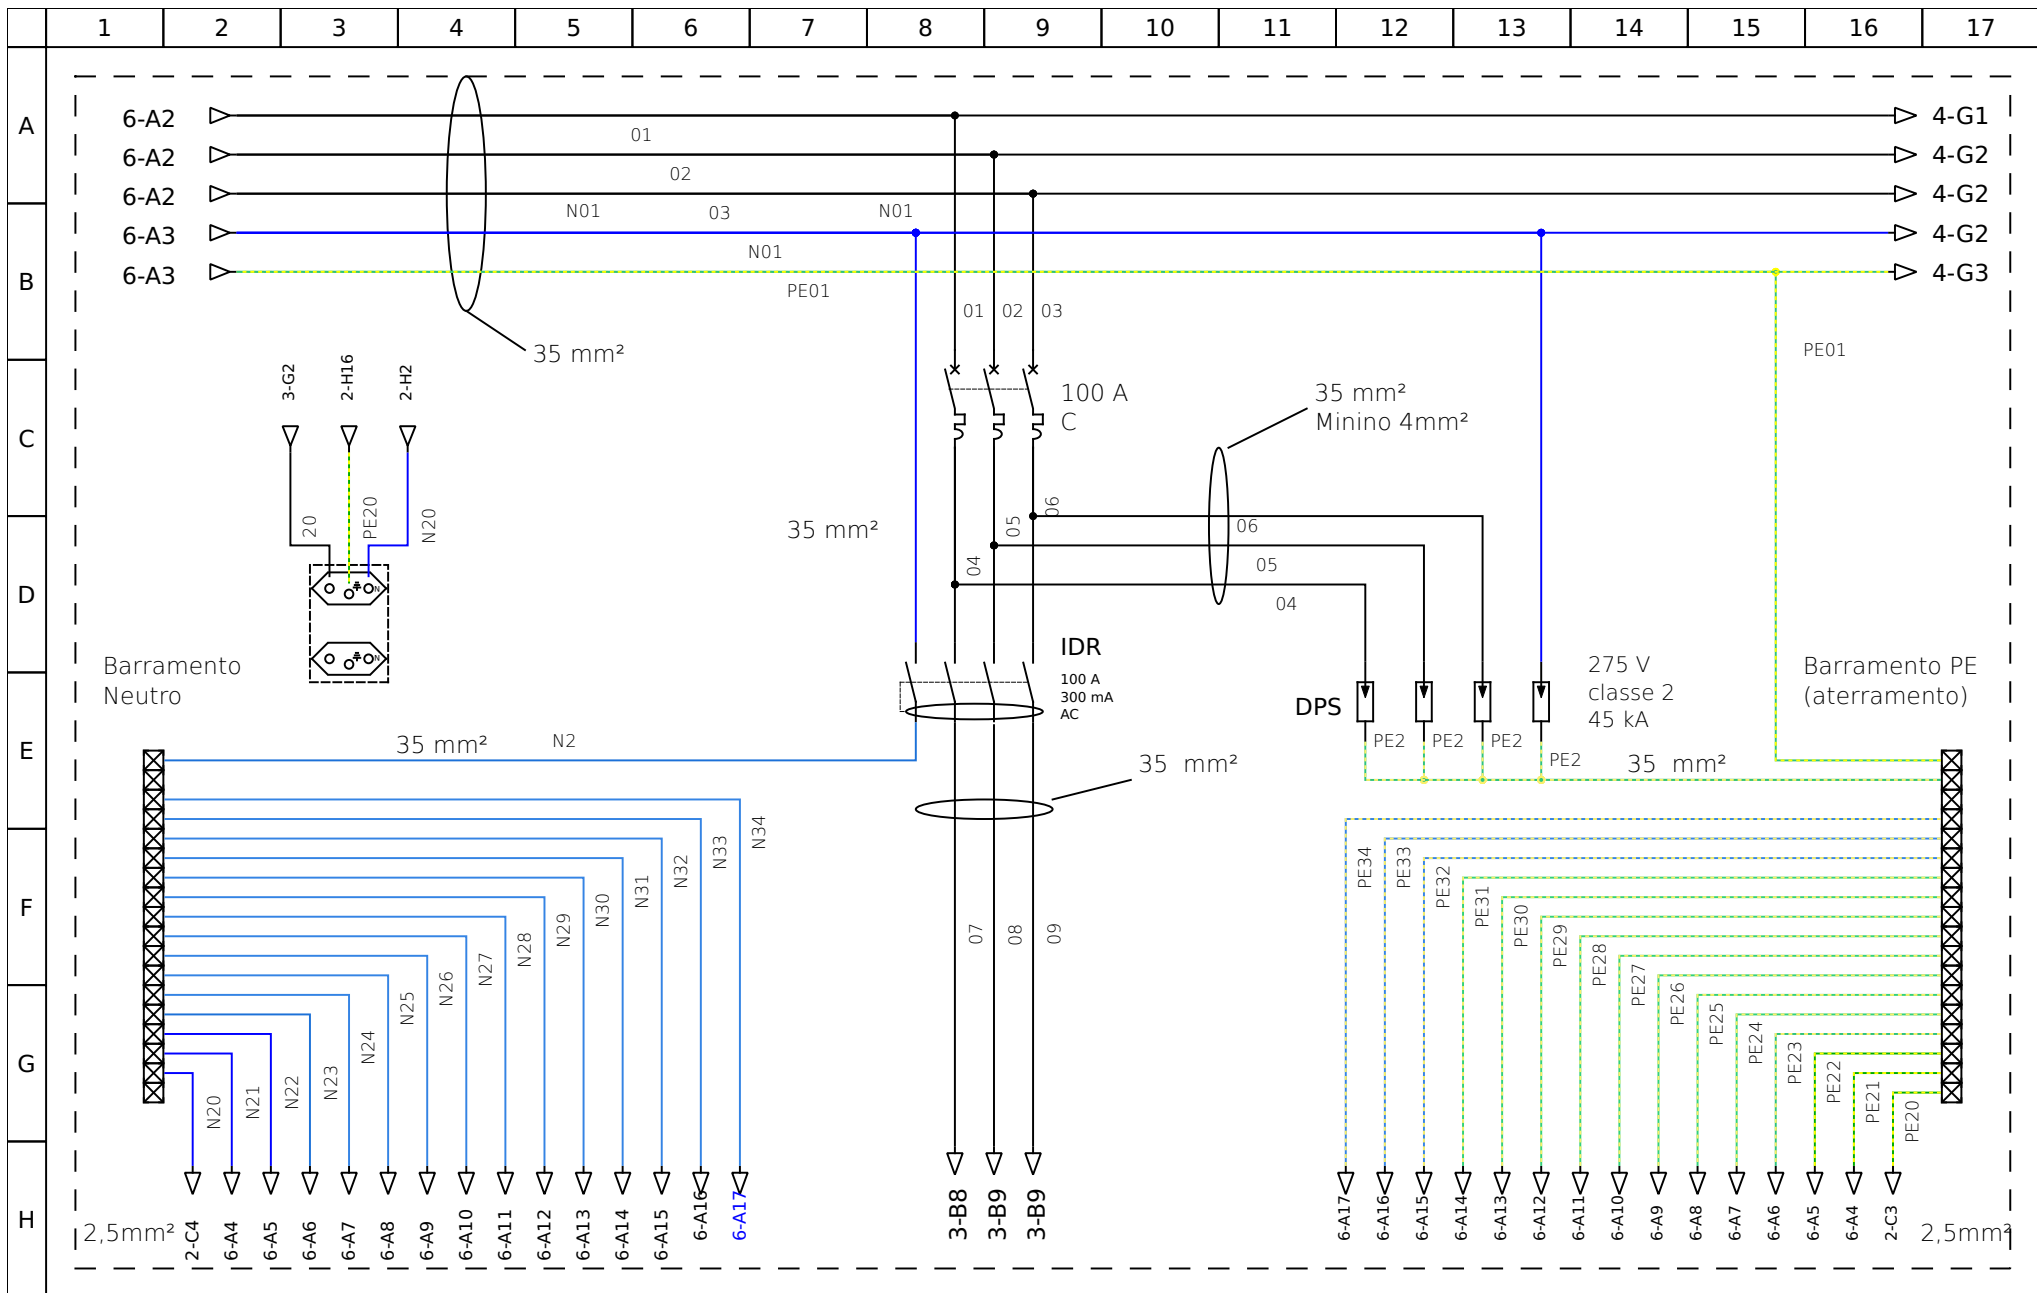 1 2 3 4 5 6 7 8 9 10 11 12 13 14 15 16 17
A
6-A2
4-G1
01
6-A2
4-G2
02
6-A2
4-G2
N01 03 N01
6-A3
4-G2
N01
B
6-A3
4-G3
PE01
01 02 03
35 mm²
PE01
3-G2 2-H16 2-H2
100 A
C
35 mm²
Minino 4mm²
C
20 PE20 N20
35 mm²
04 05 06
06
05
04
D
N
N
IDR
100 A
300 mA
AC
Barramento
Neutro
DPS
275 V
classe 2
45 kA
Barramento PE
(aterramento)
E
35 mm² N2
PE2 PE2 PE2 PE2
35 mm²
35 mm²
F
N20 N21 N22 N23 N24 N25 N26 N27 N28 N29 N30 N31 N32 N33 N34
07 08 09
PE34 PE33 PE32 PE31 PE30 PE29 PE28 PE27 PE26 PE25 PE24 PE23 PE22 PE21 PE20
G
H
2,5mm²
2-C4 6-A4 6-A5 6-A6 6-A7 6-A8 6-A9 6-A10 6-A11 6-A12 6-A13 6-A14 6-A15 6-A16 6-A17
3-B8 3-B9 3-B9
6-A17 6-A16 6-A15 6-A14 6-A13 6-A12 6-A11 6-A10 6-A9 6-A8 6-A7 6-A6 6-A5 6-A4 2-C3
2,5mm²